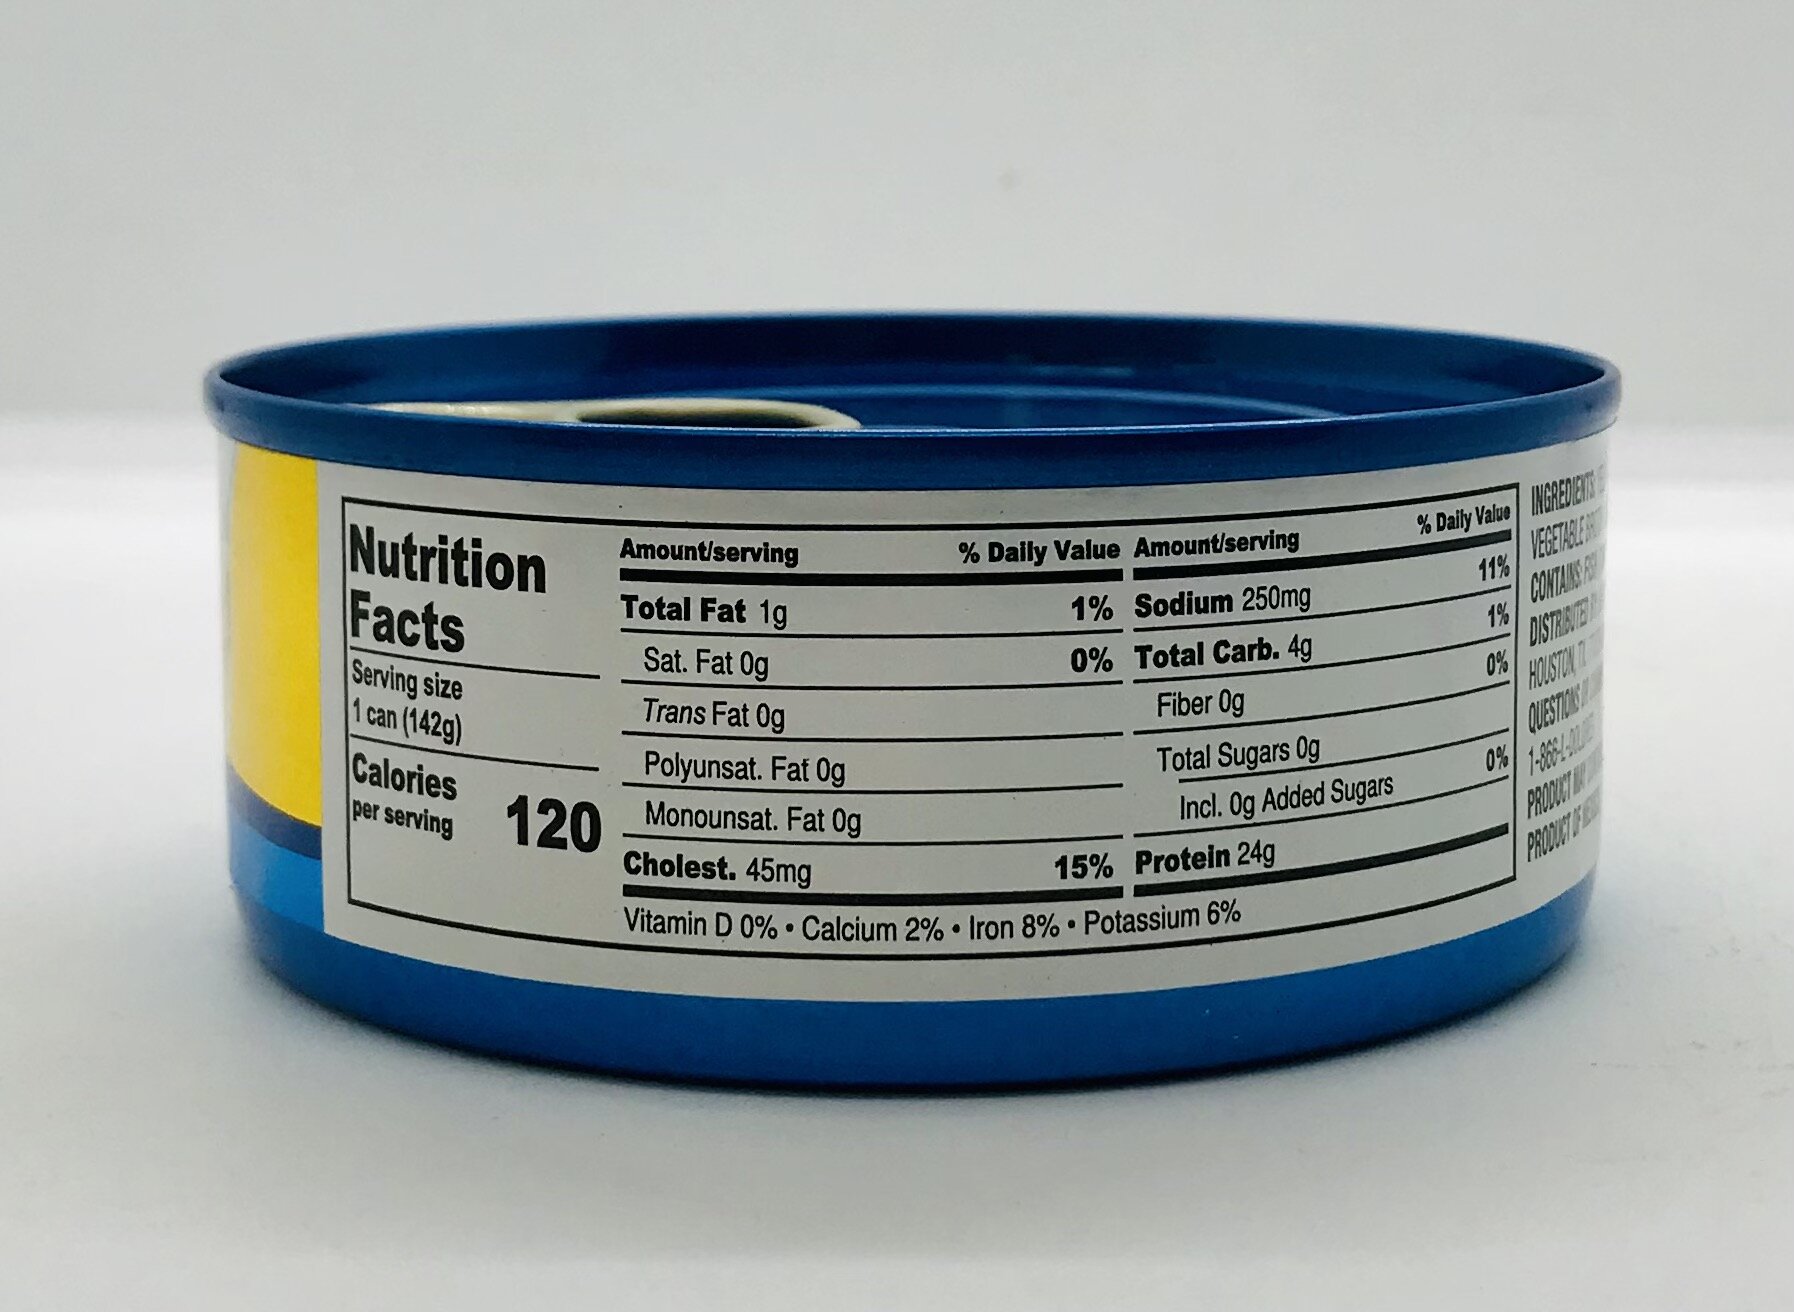 Nutrition
Facts
Serving size
1 can (142g)
Calories
per serving 120
Amount/serving % Daily Value
Total Fat 1g 1%
Sat. Fat 0g 0%
Trans Fat 0g
Polyunsat. Fat 0g
Monounsat. Fat 0g
Cholest. 45mg 15%
Amount/serving % Daily Value
Sodium 250mg 11%
Total Carb. 4g 1%
Fiber 0g 0%
Total Sugars 0g
Incl. 0g Added Sugars 0%
Protein 24g
Vitamin D 0% • Calcium 2% • Iron 8% • Potassium 6%
INGREDIENTS:
VEGETABLE
CONTAINS:
DISTRIBUTED
HOUSTON,
QUESTIONS
PRODUCT MAY
PRODUCT OF